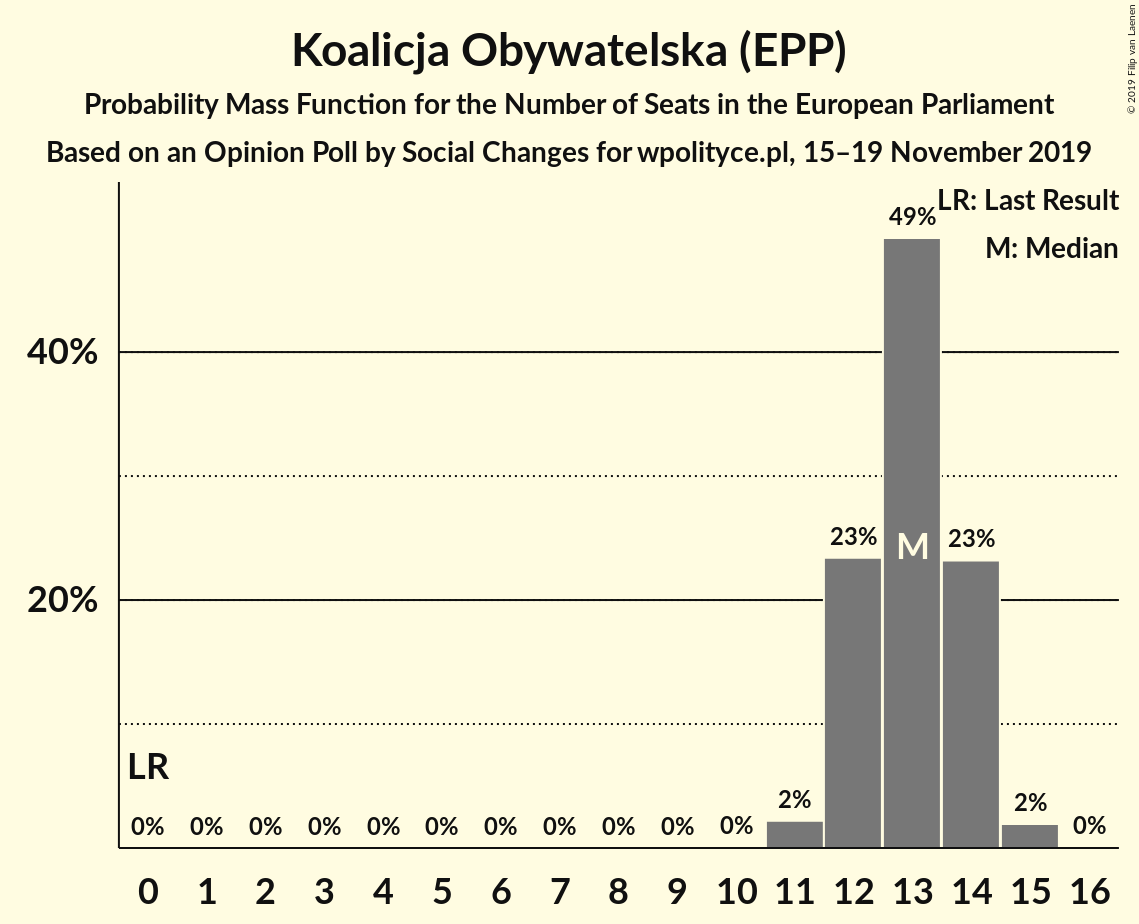 Koalicja Obywatelska (EPP)
Probability Mass Function for the Number of Seats in the European Parliament
Based on an Opinion Poll by Social Changes for wpolityce.pl, 15–19 November 2019
© 2019 Filip van Laenen
LR: Last Result
M: Median
49%
40%
23% M 23%
20%
LR
0% 0% 0% 0% 0% 0% 0% 0% 0% 0% 0% 2% 2% 0%
0 1 2 3 4 5 6 7 8 9 10 11 12 13 14 15 16